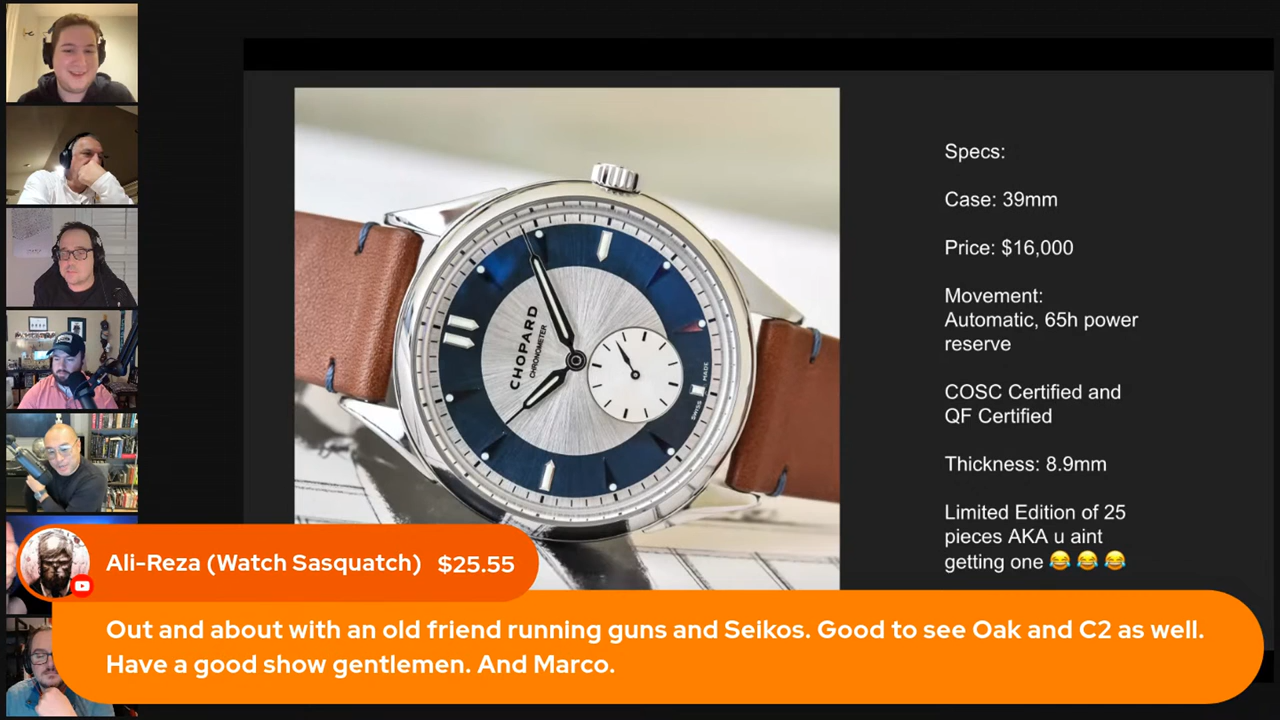 CHOPARD
CHRONOMETER
SWISS MADE
Specs:
Case: 39mm
Price: $16,000
Movement:
Automatic, 65h power
reserve
COSC Certified and
QF Certified
Thickness: 8.9mm
Limited Edition of 25
pieces AKA u aint
getting one 😂 😂 😂
Ali-Reza (Watch Sasquatch) $25.55
Out and about with an old friend running guns and Seikos. Good to see Oak and C2 as well.
Have a good show gentlemen. And Marco.